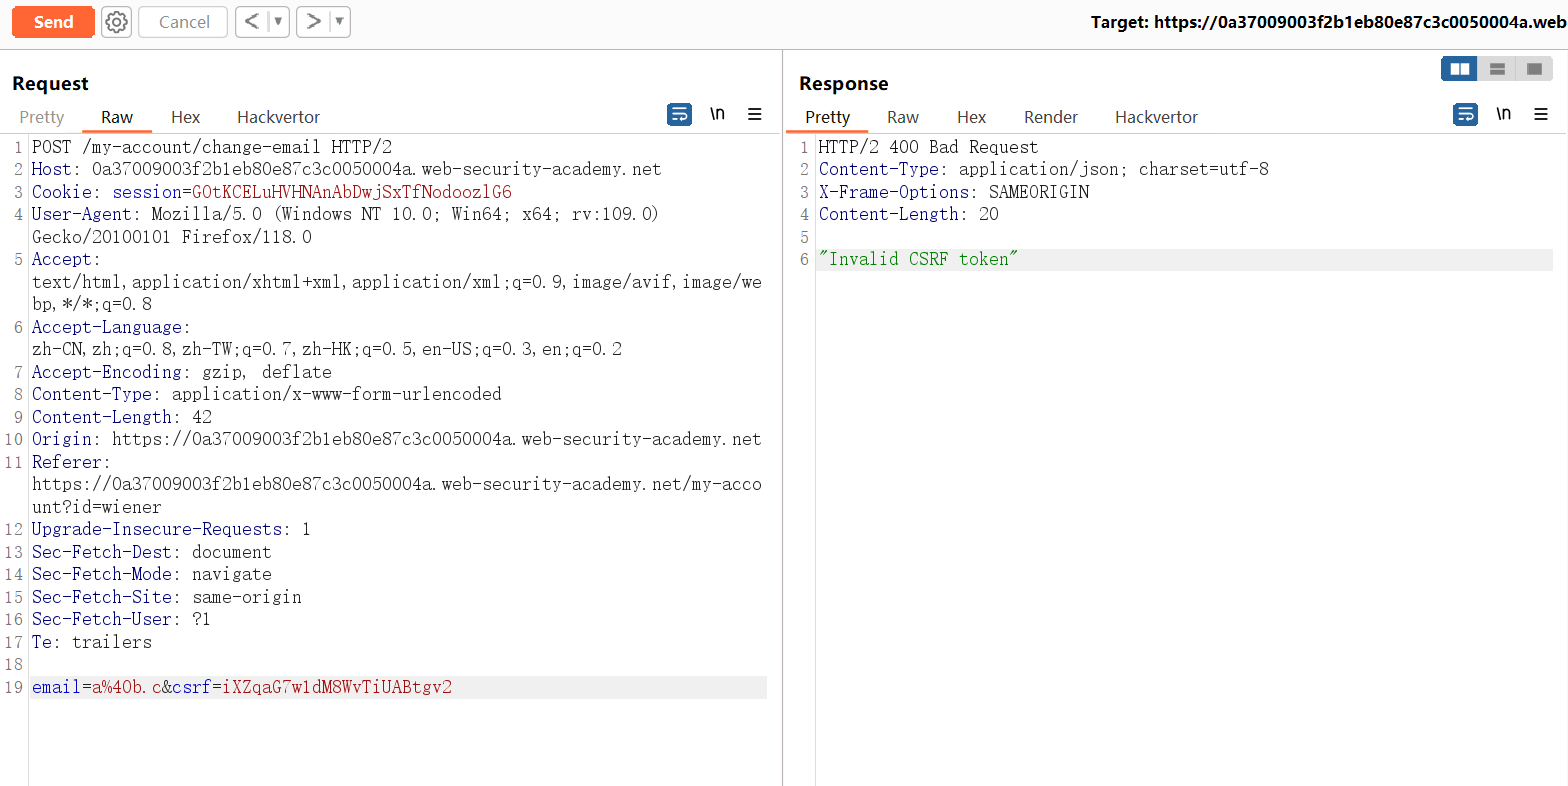 Send
Cancel
<
>
Target: https://0a37009003f2b1eb80e87c3c0050004a.web
Request
Pretty Raw Hex Hackvertor
\n
1 POST /my-account/change-email HTTP/2
2 Host: 0a37009003f2b1eb80e87c3c0050004a.web-security-academy.net
3 Cookie: session=GOtKCELuHVHNAnAbDwjSxTfNodoozlG6
4 User-Agent: Mozilla/5.0 (Windows NT 10.0; Win64; x64; rv:109.0)
Gecko/20100101 Firefox/118.0
5 Accept:
text/html,application/xhtml+xml,application/xml;q=0.9,image/avif,image/we
bp,*/*;q=0.8
6 Accept-Language:
zh-CN,zh;q=0.8,zh-TW;q=0.7,zh-HK;q=0.5,en-US;q=0.3,en;q=0.2
7 Accept-Encoding: gzip, deflate
8 Content-Type: application/x-www-form-urlencoded
9 Content-Length: 42
10 Origin: https://0a37009003f2b1eb80e87c3c0050004a.web-security-academy.net
11 Referer:
https://0a37009003f2b1eb80e87c3c0050004a.web-security-academy.net/my-acco
unt?id=wiener
12 Upgrade-Insecure-Requests: 1
13 Sec-Fetch-Dest: document
14 Sec-Fetch-Mode: navigate
15 Sec-Fetch-Site: same-origin
16 Sec-Fetch-User: ?1
17 Te: trailers
18
19 email=a%40b.c&csrf=iXZqaG7w1dM8WvTiUABtgv2
Response
Pretty Raw Hex Render Hackvertor
\n
1 HTTP/2 400 Bad Request
2 Content-Type: application/json; charset=utf-8
3 X-Frame-Options: SAMEORIGIN
4 Content-Length: 20
5
6 "Invalid CSRF token"